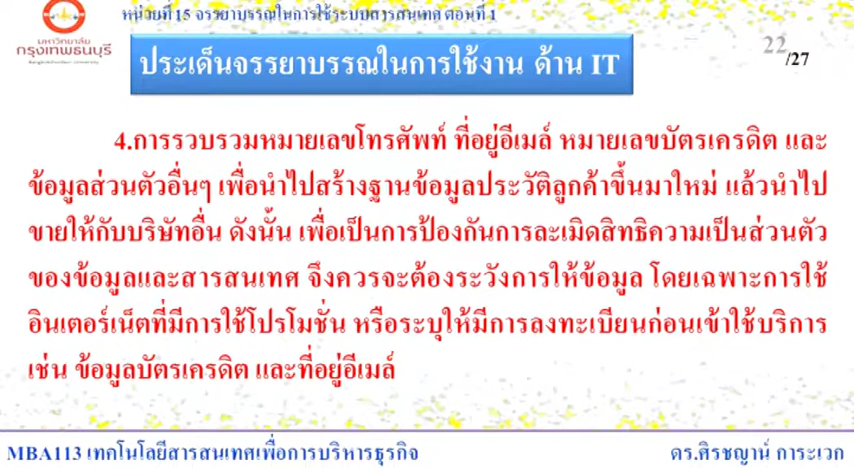 หน่วยที่ 15 จรรยาบรรณในการใช้ระบบสารสนเทศ ตอนที่ 1
มหาวิทยาลัย
กรุงเทพธนบุรี
ประเด็นจรรยาบรรณในการใช้งาน ด้าน IT
22
/27
4.การรวบรวมหมายเลขโทรศัพท์ ที่อยู่อีเมล์ หมายเลขบัตรเครดิต และ
ข้อมูลส่วนตัวอื่นๆ เพื่อนำไปสร้างฐานข้อมูลประวัติลูกค้าขึ้นมาใหม่ แล้วนำไป
ขายให้กับบริษัทอื่น ดังนั้น เพื่อเป็นการป้องกันการละเมิดสิทธิความเป็นส่วนตัว
ของข้อมูลและสารสนเทศ จึงควรจะต้องระวังการให้ข้อมูล โดยเฉพาะการใช้
อินเตอร์เน็ตที่มีการใช้โปรโมชั่น หรือระบุให้มีการลงทะเบียนก่อนเข้าใช้บริการ
เช่น ข้อมูลบัตรเครดิต และที่อยู่อีเมล์
MBA113 เทคโนโลยีสารสนเทศเพื่อการบริหารธุรกิจ
ดร.ศิรชญาน์ การะเวก